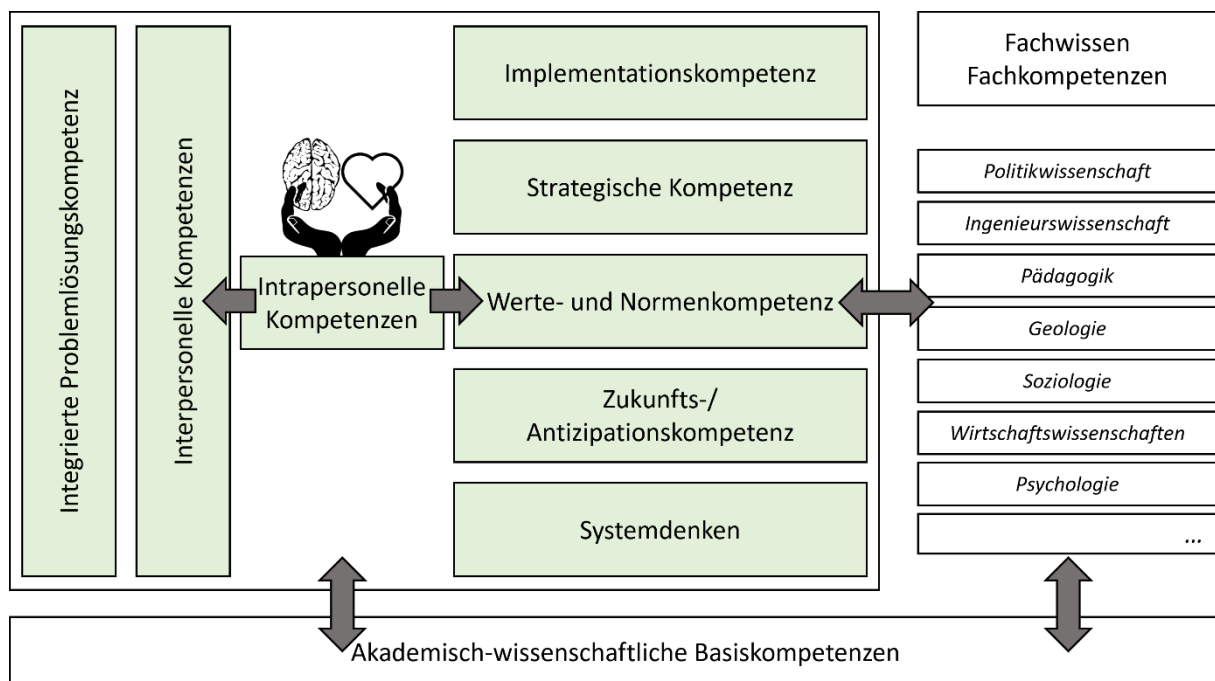 Integrierte Problemlösungskompetenz
Interpersonelle Kompetenzen
Intrapersonelle
Kompetenzen
Implementationskompetenz
Strategische Kompetenz
Werte- und Normenkompetenz
Zukunfts-/
Antizipationskompetenz
Systemdenken
Fachwissen
Fachkompetenzen
Politikwissenschaft
Ingenieurswissenschaft
Pädagogik
Geologie
Soziologie
Wirtschaftswissenschaften
Psychologie
...
Akademisch-wissenschaftliche Basiskompetenzen